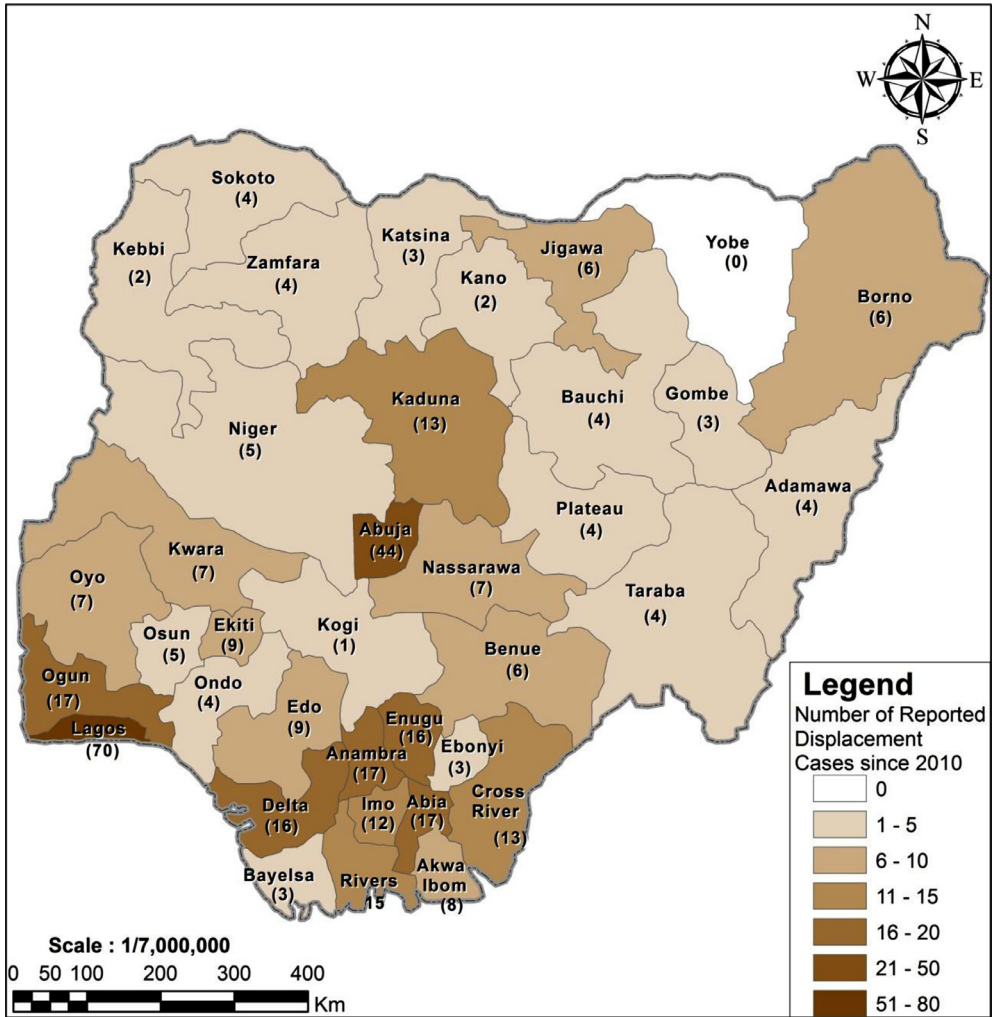 N
W
E
S
Sokoto
(4)
Kebbi
(2)
Zamfara
(4)
Katsina
(3)
Kano
(2)
Jigawa
(6)
Yobe
(0)
Borno
(6)
Kaduna
(13)
Bauchi
(4)
Gombe
(3)
Niger
(5)
Adamawa
(4)
Plateau
(4)
Abuja
(44)
Kwara
(7)
Nassarawa
(7)
Oyo
(7)
Taraba
(4)
Osun
(5)
Ekiti
(9)
Kogi
(1)
Benue
(6)
Ogun
(17)
Ondo
(4)
Edo
(9)
Lagos
(70)
Enugu
(16)
Anambra
(17)
Ebonyi
(3)
Delta
(16)
Imo
(12)
Abia
(17)
Cross
River
(13)
Bayelsa
(3)
Rivers
15
Akwa
Ibom
(8)
Legend
Number of Reported
Displacement
Cases since 2010
0
1 - 5
6 - 10
11 - 15
16 - 20
21 - 50
51 - 80
Scale : 1/7,000,000
0 50 100 200 300 400
Km